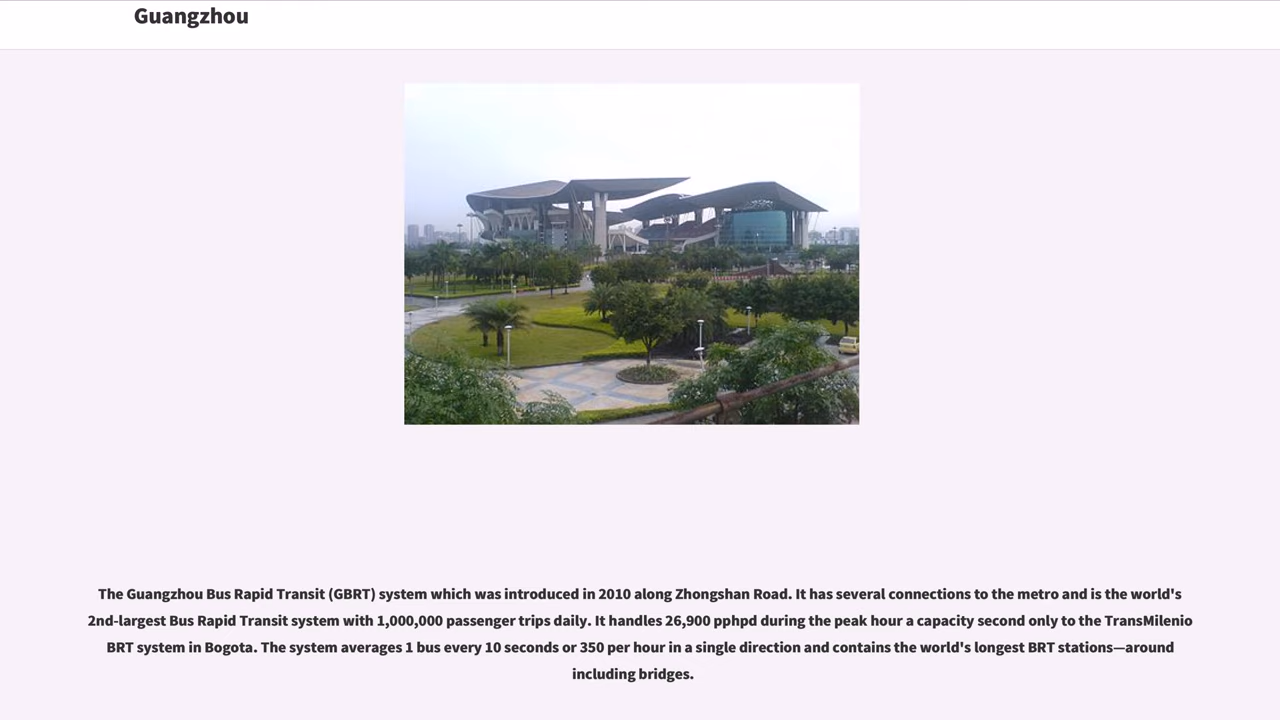 Guangzhou
The Guangzhou Bus Rapid Transit (GBRT) system which was introduced in 2010 along Zhongshan Road. It has several connections to the metro and is the world's
2nd-largest Bus Rapid Transit system with 1,000,000 passenger trips daily. It handles 26,900 pphpd during the peak hour a capacity second only to the TransMilenio
BRT system in Bogota. The system averages 1 bus every 10 seconds or 350 per hour in a single direction and contains the world's longest BRT stations—around
including bridges.